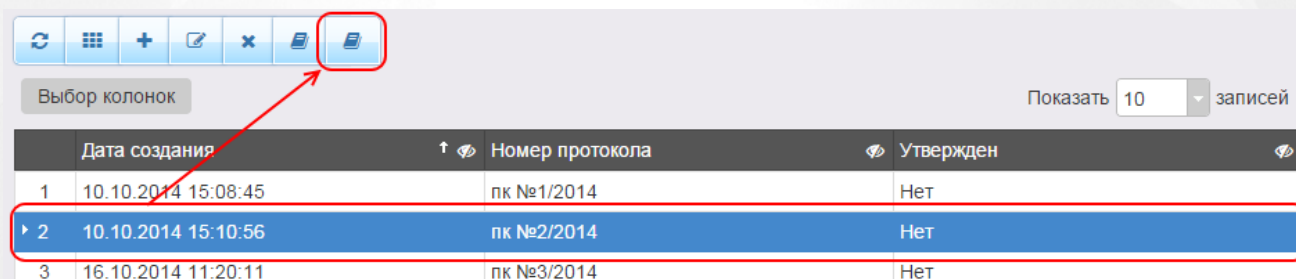 Выбор колонок
Показать 10 записей
Дата создания Номер протокола Утвержден
1 10.10.2014 15:08:45 пк №1/2014 Нет
2 10.10.2014 15:10:56 пк №2/2014 Нет
3 16.10.2014 11:20:11 пк №3/2014 Нет